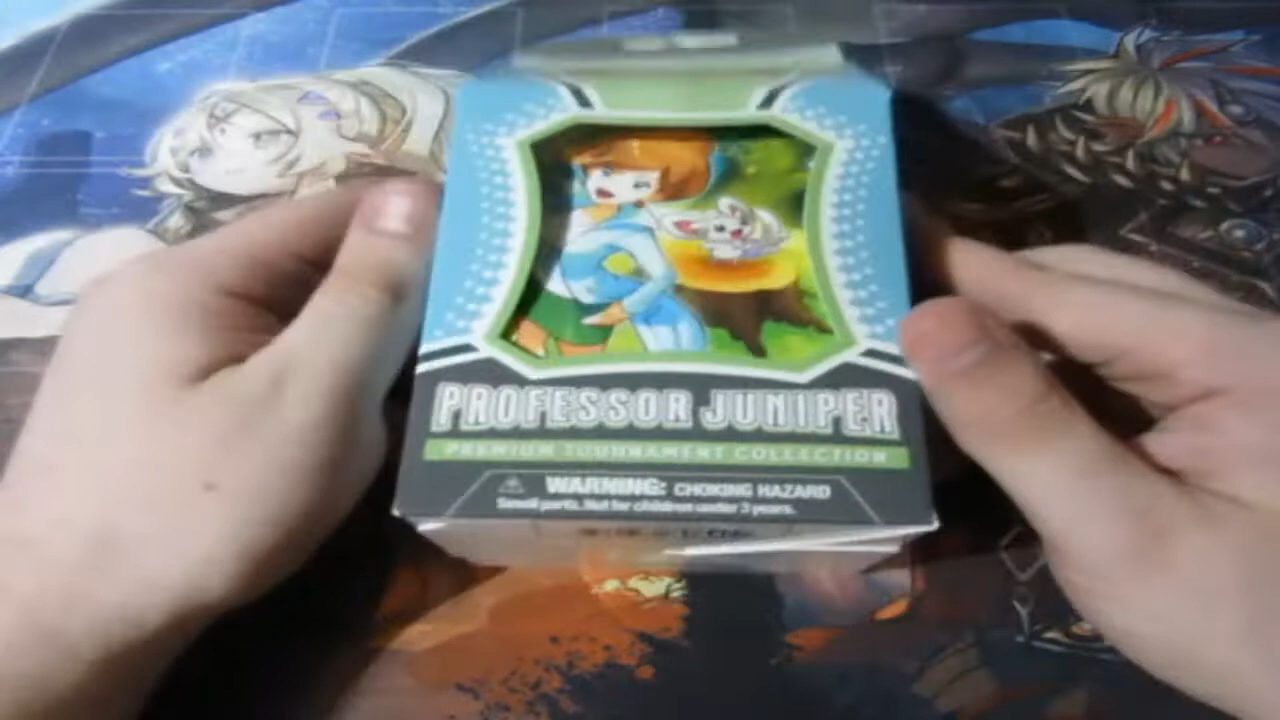 PROFESSOR JUNIPER
PREMIUM TOURNAMENT COLLECTION
WARNING: CHOKING HAZARD
Small parts. Not for children under 3 years.